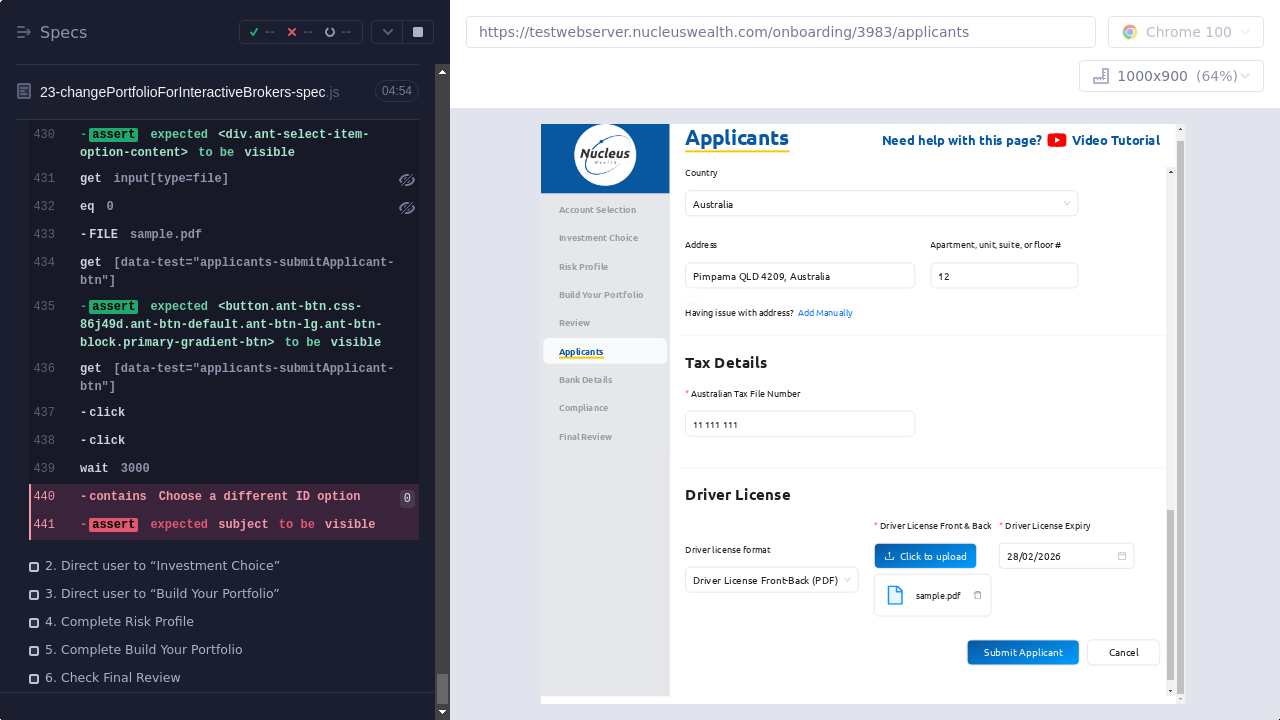 Specs
-- -- --
23-changePortfolioForInteractiveBrokers-spec.js 04:54
430 -assert expected <div.ant-select-item-
option-content> to be visible
431 get input[type=file]
432 eq 0
433 -FILE sample.pdf
434 get [data-test="applicants-submitApplicant-
btn"]
435 -assert expected <button.ant-btn.css-
86j49d.ant-btn-default.ant-btn-lg.ant-btn-
block.primary-gradient-btn> to be visible
436 get [data-test="applicants-submitApplicant-
btn"]
437 -click
438 -click
439 wait 3000
440 -contains Choose a different ID option 0
441 -assert expected subject to be visible
2. Direct user to “Investment Choice”
3. Direct user to “Build Your Portfolio”
4. Complete Risk Profile
5. Complete Build Your Portfolio
6. Check Final Review
https://testwebserver.nucleuswealth.com/onboarding/3983/applicants
Chrome 100
1000x900 (64%)
Nucleus
Wealth
Account Selection
Investment Choice
Risk Profile
Build Your Portfolio
Review
Applicants
Bank Details
Compliance
Final Review
Applicants
Need help with this page? Video Tutorial
Country
Australia
Address Apartment, unit, suite, or floor #
Pimpama QLD 4209, Australia 12
Having issue with address? Add Manually
Tax Details
* Australian Tax File Number
11 111 111
Driver License
* Driver License Front & Back * Driver License Expiry
Driver license format Click to upload 28/02/2026
Driver License Front-Back (PDF)
sample.pdf
Submit Applicant Cancel